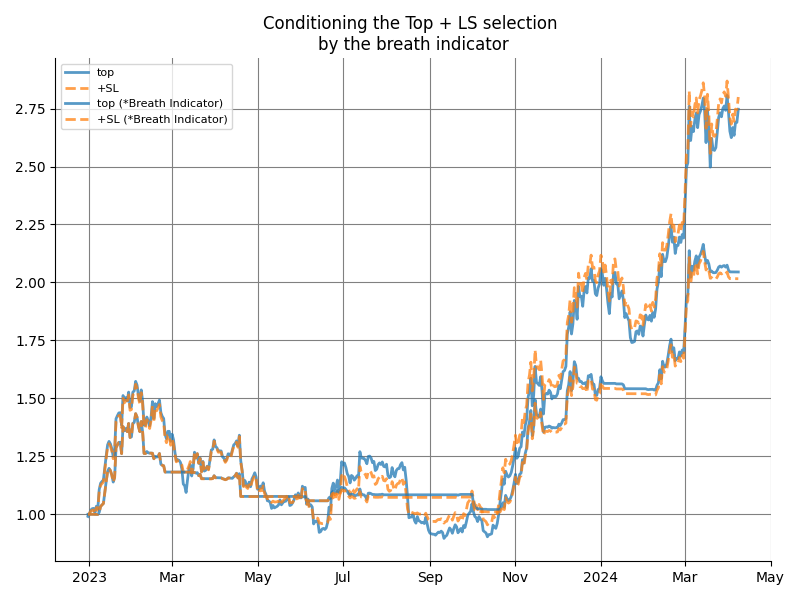 Conditioning the Top + LS selection
by the breath indicator
top
+SL
top (*Breath Indicator)
+SL (*Breath Indicator)
2.75
2.50
2.25
2.00
1.75
1.50
1.25
1.00
2023 Mar May Jul Sep Nov 2024 Mar May